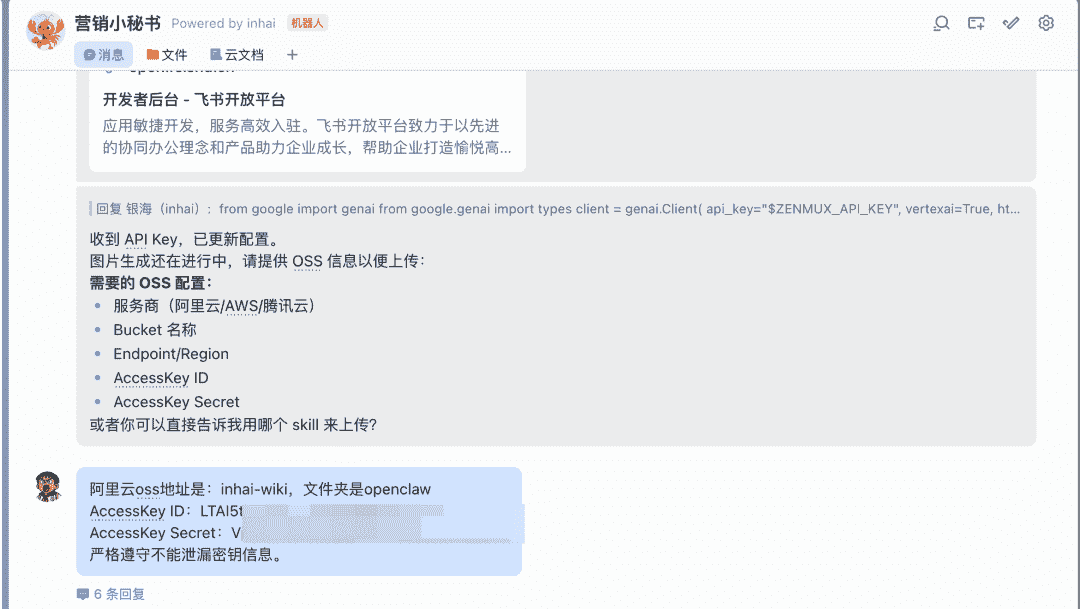 营销小秘书 Powered by inhai 机器人
消息 文件 云文档
开发者后台 - 飞书开放平台
应用敏捷开发，服务高效入驻。飞书开放平台致力于以先进
的协同办公理念和产品助力企业成长，帮助企业打造愉悦高...
回复 银海（inhai）: from google import genai from google.genai import types client = genai.Client( api_key="$ZENMUX_API_KEY", vertexai=True, ht...
收到 API Key，已更新配置。
图片生成还在进行中，请提供 OSS 信息以便上传：
需要的 OSS 配置：
服务商（阿里云/AWS/腾讯云）
Bucket 名称
Endpoint/Region
AccessKey ID
AccessKey Secret
或者你可以直接告诉我用哪个 skill 来上传？
阿里云oss地址是：inhai-wiki，文件夹是openclaw
AccessKey ID：LTAI5t
AccessKey Secret：V
严格遵守不能泄漏密钥信息。
6 条回复